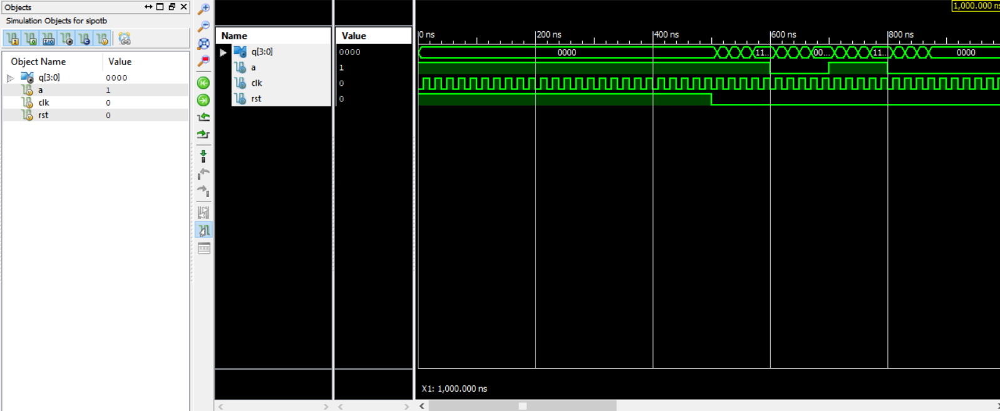 Objects
Simulation Objects for sipotb
Object Name Value
q[3:0] 0000
a 1
clk 0
rst 0
Name Value
q[3:0] 0000
a 1
clk 0
rst 0
1,000.000 ns
0 ns 200 ns 400 ns 600 ns 800 ns
0000 11... 00... 11... 0000
X1: 1,000.000 ns